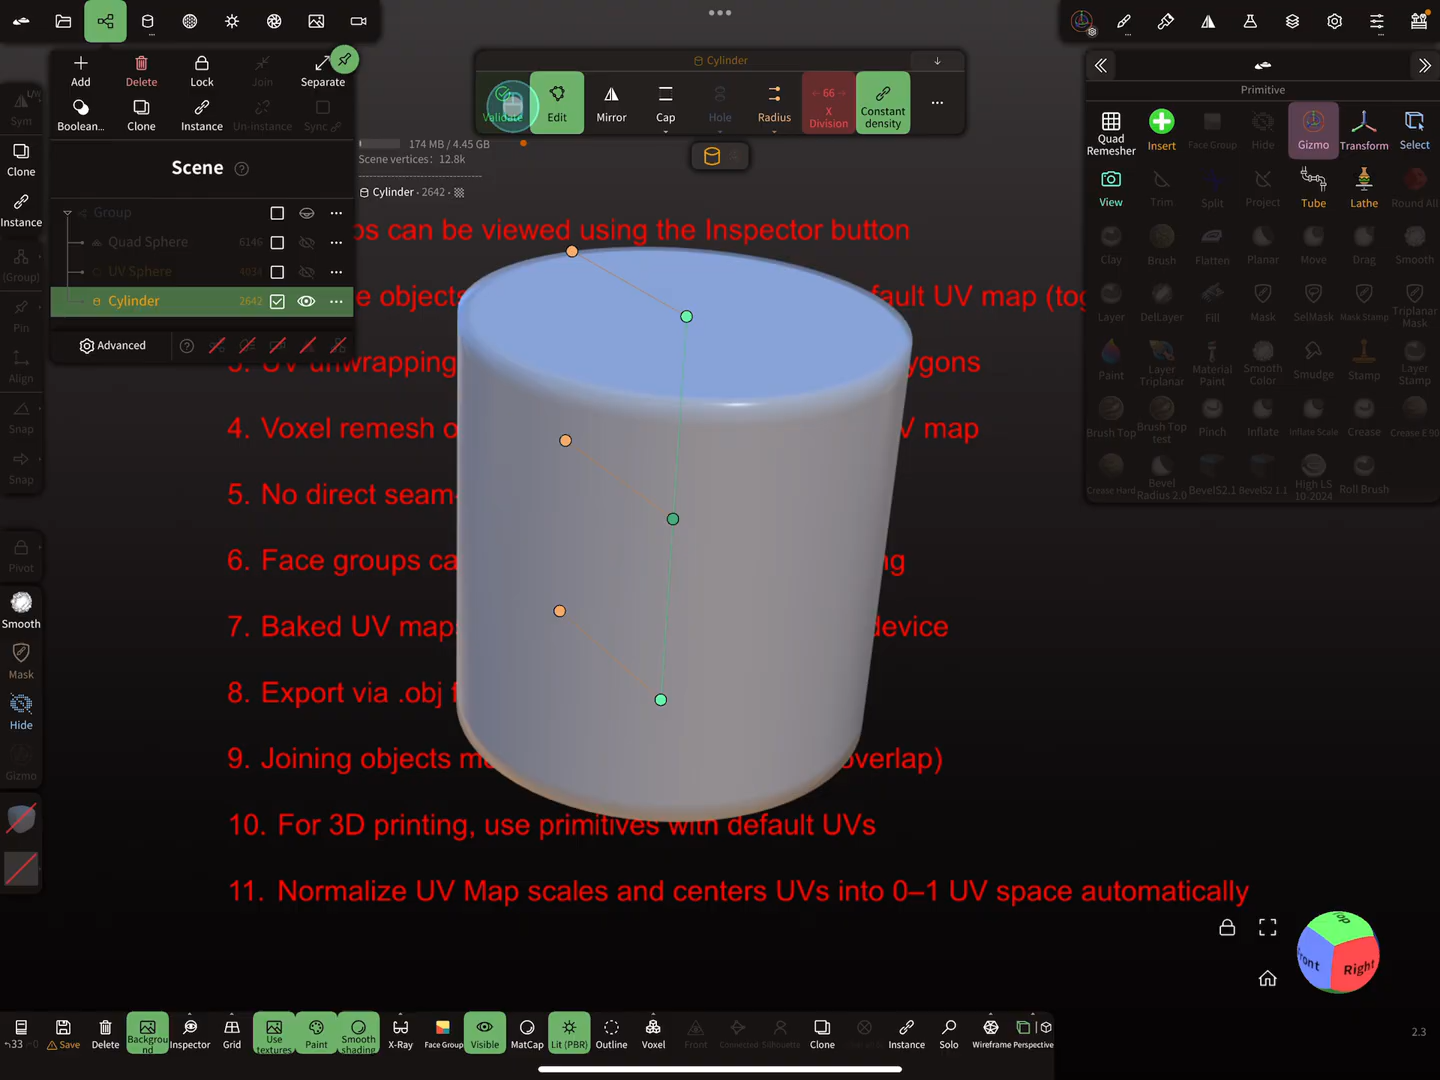 Add
Delete
Lock
Join
Separate
Boolean...
Clone
Instance
Un-instance
Sync
Scene
Group
Quad Sphere 6146
UV Sphere 4034
Cylinder 2642
Advanced
Sym
Clone
Instance
(Group)
Pin
Align
Snap
Snap
Pivot
Smooth
Mask
Hide
Gizmo
Cylinder
Validate
Edit
Mirror
Cap
Hole
Radius
66
X
Division
Constant
density
174 MB / 4.45 GB
Scene vertices: 12.8k
Cylinder · 2642 ·
ps can be viewed using the Inspector button
e objects fault UV map (tog
UV unwrapping ygons
4. Voxel remesh o V map
5. No direct seam-
6. Face groups ca ng
7. Baked UV map device
8. Export via .obj f
9. Joining objects m overlap)
10. For 3D printing, use primitives with default UVs
11. Normalize UV Map scales and centers UVs into 0–1 UV space automatically
Primitive
Quad
Remesher
Insert
Face Group
Hide
Gizmo
Transform
Select
View
Trim
Split
Project
Tube
Lathe
Round All
Clay
Brush
Flatten
Planar
Move
Drag
Smooth
Layer
DelLayer
Fill
Mask
SelMask
Mask Stamp
Triplanar
Mask
Paint
Layer
Triplanar
Material
Paint
Smooth
Color
Smudge
Stamp
Layer
Stamp
Brush Top
Brush Top
test
Pinch
Inflate
Inflate Scale
Crease
Crease E 90
Crease Hard
Bevel
Radius 2.0
BevelS2.1
BevelS2 1.1
High LS
10-2024
Roll Brush
Top
Front
Right
33 0
Save
Delete
Backgrou
nd
Inspector
Grid
Use
textures
Paint
Smooth
shading
X-Ray
Face Group
Visible
MatCap
Lit (PBR)
Outline
Voxel
Front
Connected
Silhouette
Clone
Instance
Solo
Wireframe
Perspective
2.3